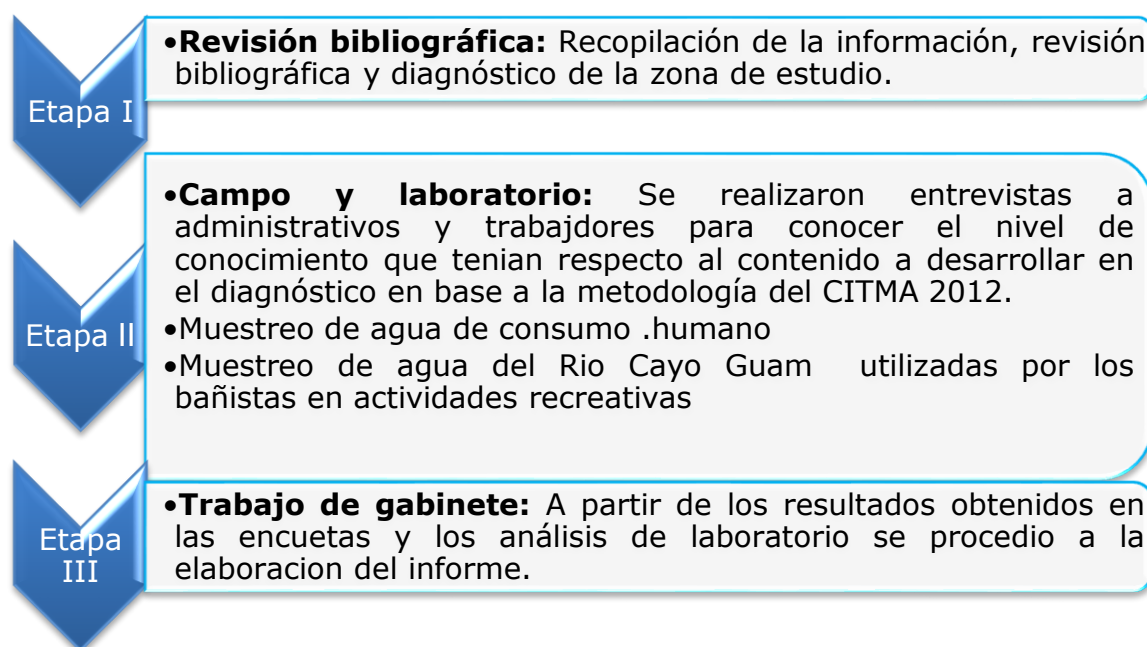 Etapa I
•Revisión bibliográfica: Recopilación de la información, revisión
bibliográfica y diagnóstico de la zona de estudio.
Etapa ll
•Campo y laboratorio: Se realizaron entrevistas a
administrativos y trabajdores para conocer el nivel de
conocimiento que tenian respecto al contenido a desarrollar en
el diagnóstico en base a la metodología del CITMA 2012.
•Muestreo de agua de consumo .humano
•Muestreo de agua del Rio Cayo Guam utilizadas por los
bañistas en actividades recreativas
Etapa
III
•Trabajo de gabinete: A partir de los resultados obtenidos en
las encuetas y los análisis de laboratorio se procedio a la
elaboracion del informe.